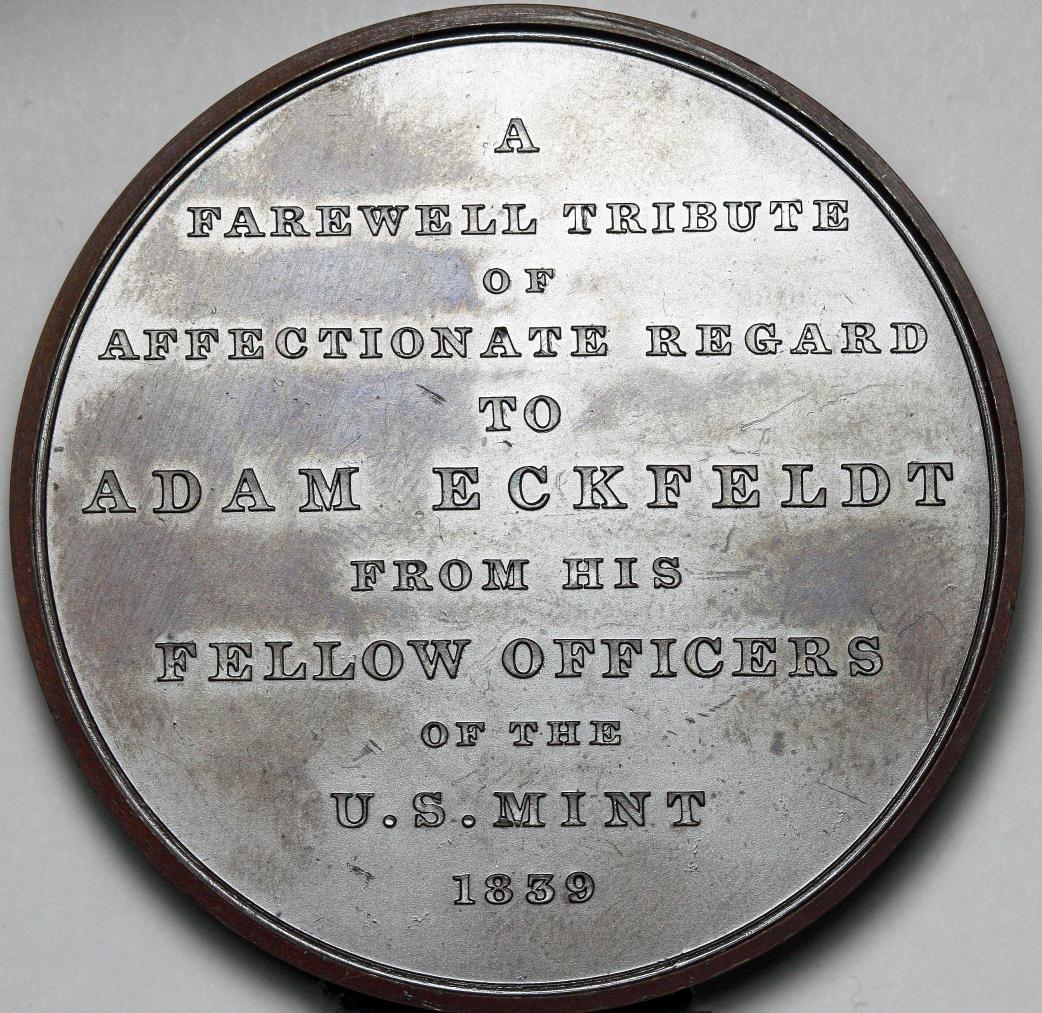 A
FAREWELL TRIBUTE
OF
AFFECTIONATE REGARD
TO
ADAM ECKFELDT
FROM HIS
FELLOW OFFICERS
OF THE
U.S.MINT
1839